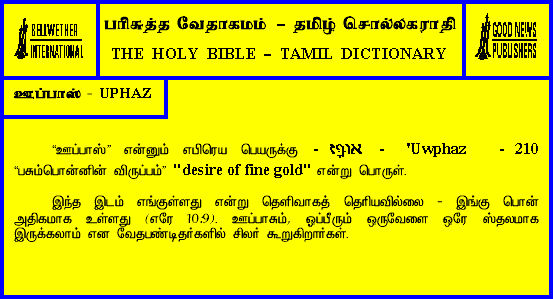 BELLWETHER
INTERNATIONAL
பரிசுத்த வேதாகமம் – தமிழ் சொல்லகராதி
THE HOLY BIBLE – TAMIL DICTIONARY
GOOD NEWS
PUBLISHERS
ஊப்பாஸ் - UPHAZ
“ஊப்பாஸ்” என்னும் எபிரெய பெயருக்கு - אוּפָז - 'Uwphaz - 210
“பசும்பொன்னின் விருப்பம்” "desire of fine gold" என்று பொருள்.
இந்த இடம் எங்குள்ளது என்று தெளிவாகத் தெரியவில்லை - இங்கு பொன்
அதிகமாக உள்ளது (எரே 10.9). ஊப்பாசும், ஓப்பீரும் ஒருவேளை ஒரே ஸ்தலமாக
இருக்கலாம் என வேதபண்டிதர்களில் சிலர் கூறுகிறார்கள்.